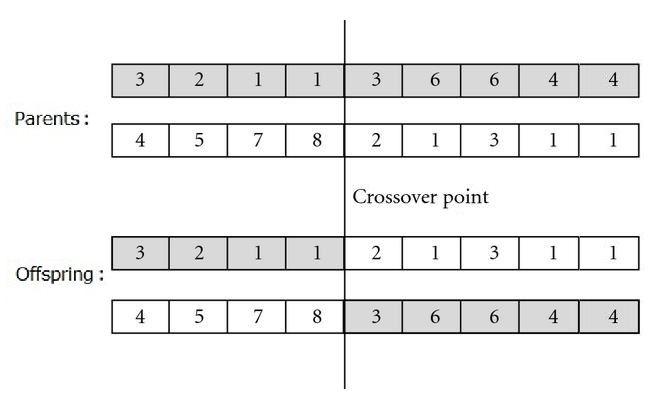 3 2 1 1 3 6 6 4 4
Parents :
4 5 7 8 2 1 3 1 1
Crossover point
3 2 1 1 2 1 3 1 1
Offspring :
4 5 7 8 3 6 6 4 4